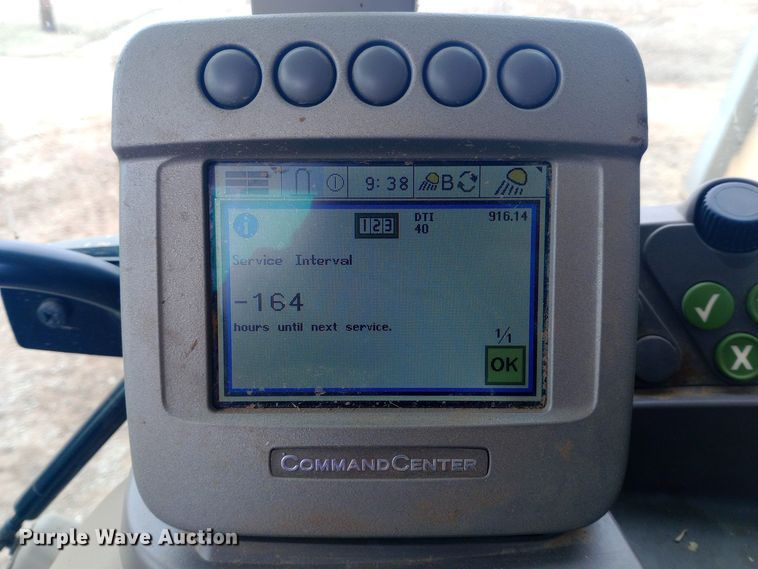 9:38 B
123 DTI 916.14
40
Service Interval
-164
hours until next service.
1/1
OK
COMMANDCENTER
X
Purple Wave Auction